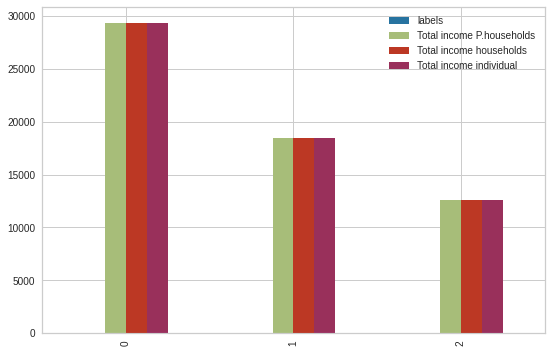 30000
25000
20000
15000
10000
5000
0
labels
Total income P.households
Total income households
Total income individual
0
1
2